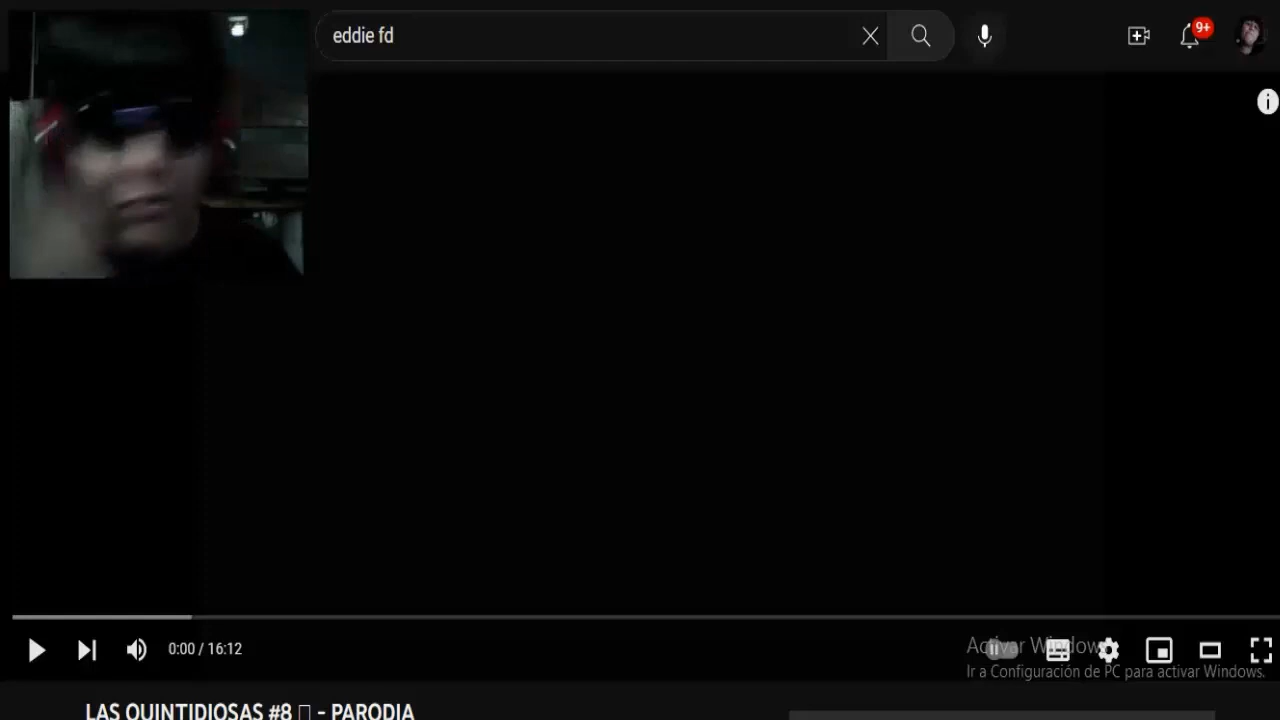 eddie fd
9+
0:00 / 16:12
Activar Windows
Ir a Configuración de PC para activar Windows.
LAS QUINTIDIOSAS #8 - PARODIA